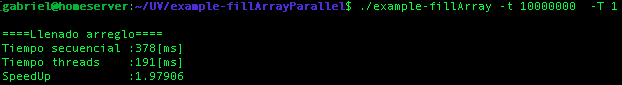 gabriel@homeserver:~/UV/example-fillArrayParallel$ ./example-fillArray -t 10000000  -T 1
====Llenado arreglo====
Tiempo secuencial :378[ms]
Tiempo threads    :191[ms]
SpeedUp           :1.97906